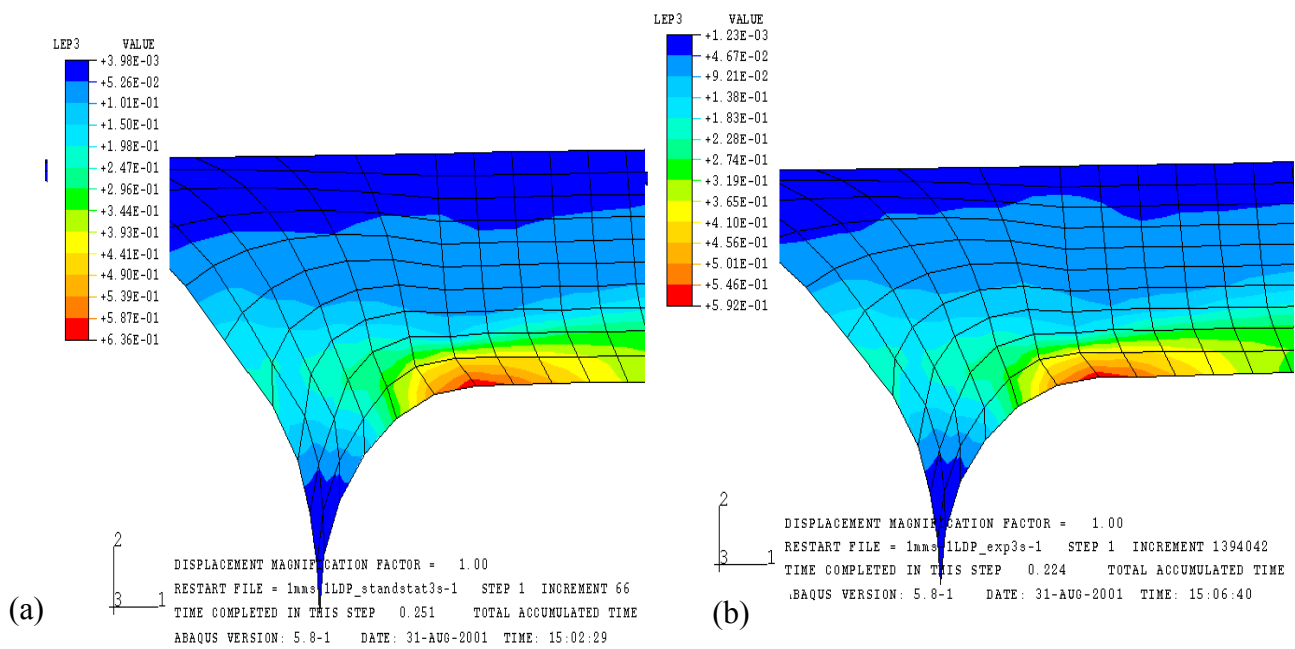 LEP3 VALUE
+3.98E-03
+5.26E-02
+1.01E-01
+1.50E-01
+1.98E-01
+2.47E-01
+2.96E-01
+3.44E-01
+3.93E-01
+4.41E-01
+4.90E-01
+5.39E-01
+5.87E-01
+6.36E-01
2
3 1
DISPLACEMENT MAGNIFICATION FACTOR = 1.00
RESTART FILE = 1mms-1LDP_standstat3s-1 STEP 1 INCREMENT 66
TIME COMPLETED IN THIS STEP 0.251 TOTAL ACCUMULATED TIME
ABAQUS VERSION: 5.8-1 DATE: 31-AUG-2001 TIME: 15:02:29
(a)
LEP3 VALUE
+1.23E-03
+4.67E-02
+9.21E-02
+1.38E-01
+1.83E-01
+2.28E-01
+2.74E-01
+3.19E-01
+3.65E-01
+4.10E-01
+4.56E-01
+5.01E-01
+5.46E-01
+5.92E-01
2
3 1
DISPLACEMENT MAGNIFICATION FACTOR = 1.00
RESTART FILE = 1mms-1LDP_exp3s-1 STEP 1 INCREMENT 1394042
TIME COMPLETED IN THIS STEP 0.224 TOTAL ACCUMULATED TIME
ABAQUS VERSION: 5.8-1 DATE: 31-AUG-2001 TIME: 15:06:40
(b)